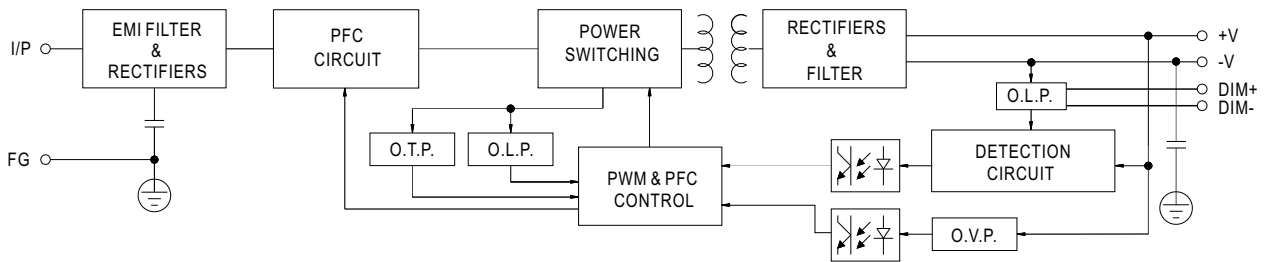 I/P
EMI FILTER
&
RECTIFIERS
PFC
CIRCUIT
POWER
SWITCHING
RECTIFIERS
&
FILTER
+V
-V
DIM+
DIM-
O.L.P.
FG
O.T.P.
O.L.P.
PWM & PFC
CONTROL
DETECTION
CIRCUIT
O.V.P.